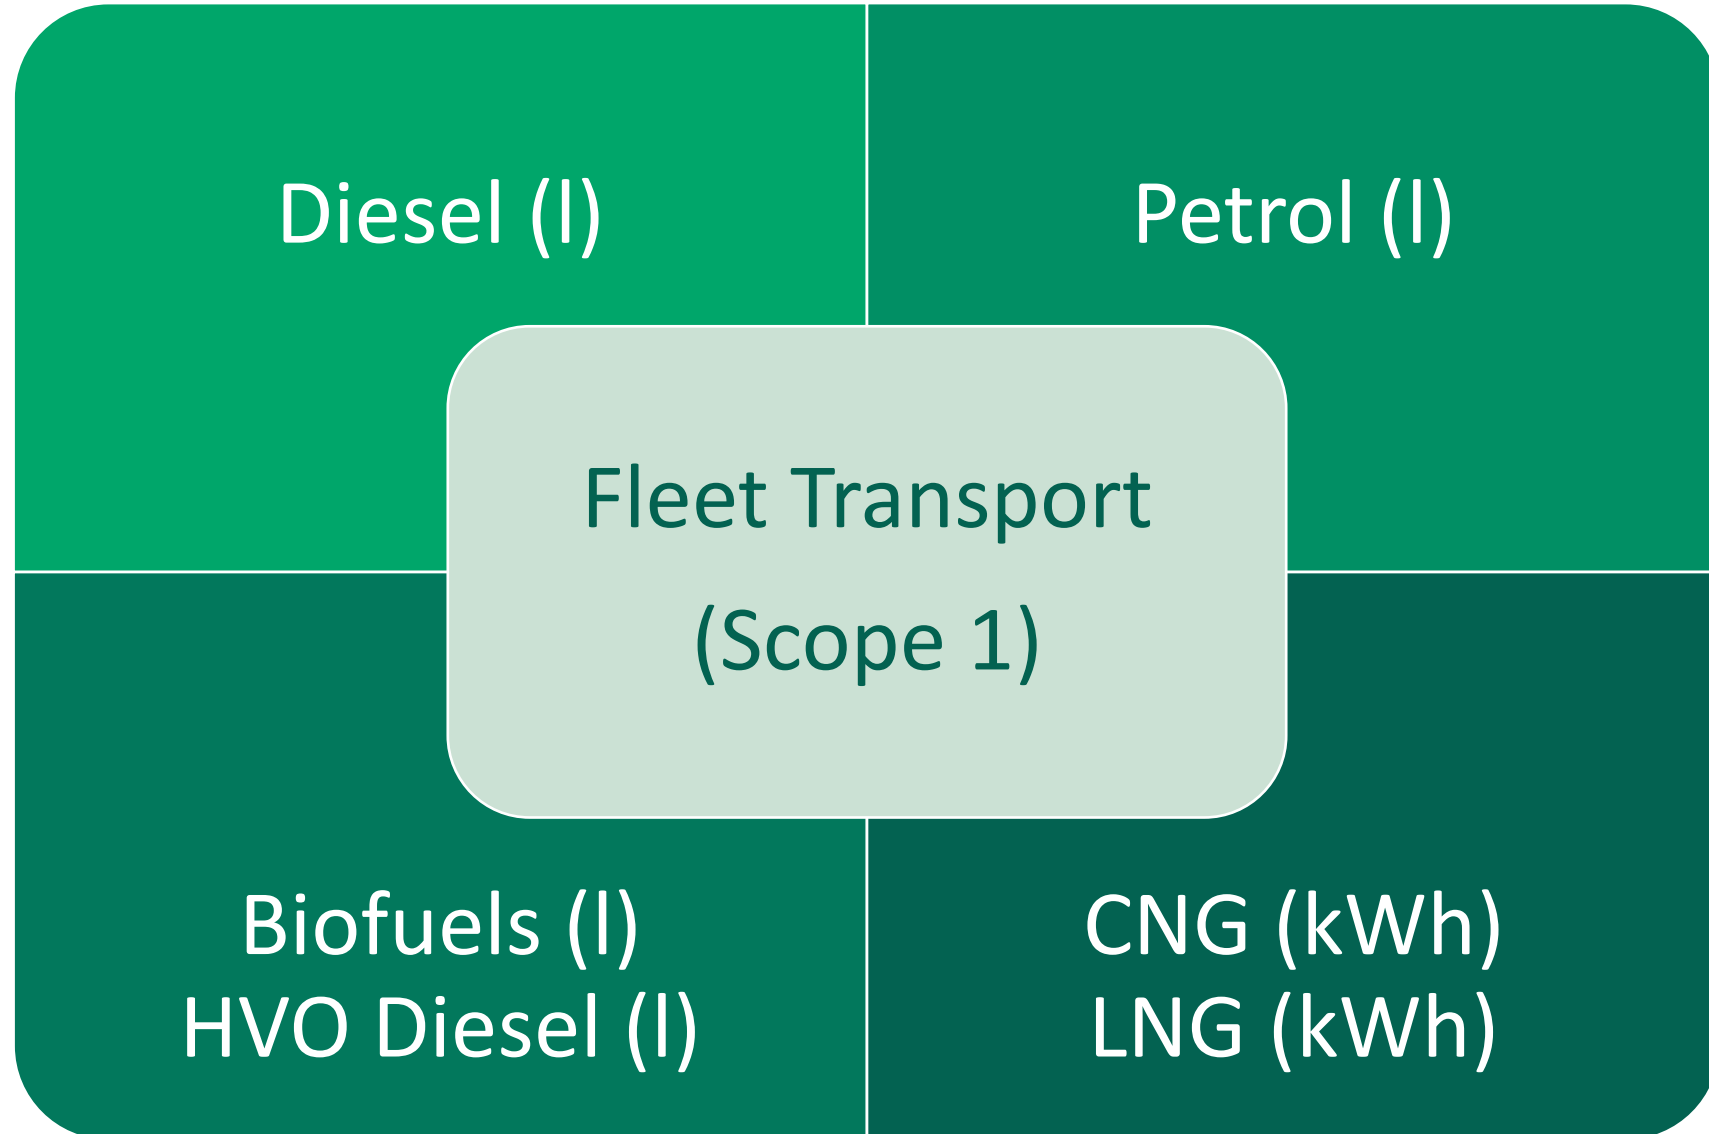 Diesel (l)
Petrol (l)
Fleet Transport
(Scope 1)
Biofuels (l)
HVO Diesel (l)
CNG (kWh)
LNG (kWh)